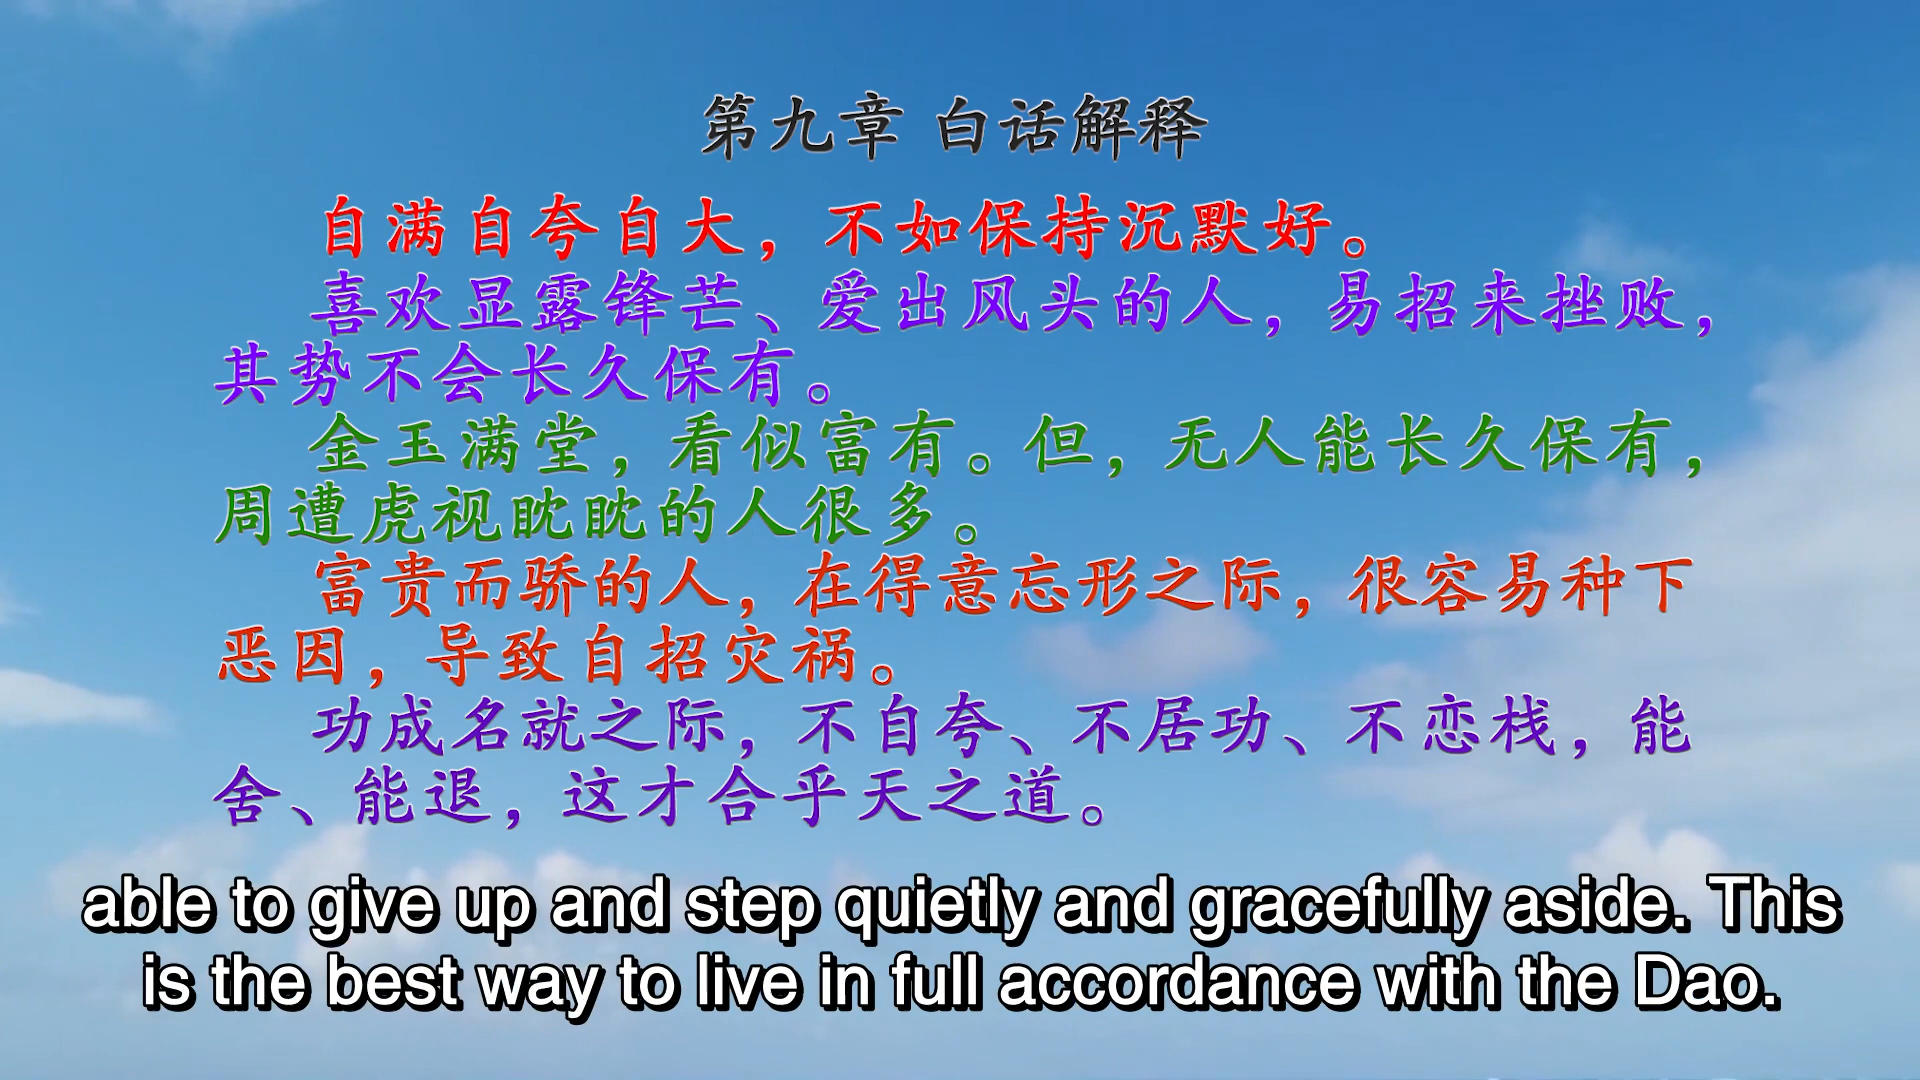 第九章 白话解释
自满自夸自大，不如保持沉默好。
喜欢显露锋芒、爱出风头的人，易招来挫败，
其势不会长久保有。
金玉满堂，看似富有。但，无人能长久保有，
周遭虎视眈眈的人很多。
富贵而骄的人，在得意忘形之际，很容易种下
恶因，导致自招灾祸。
功成名就之际，不自夸、不居功、不恋栈，能
舍、能退，这才合乎天之道。
able to give up and step quietly and gracefully aside. This
is the best way to live in full accordance with the Dao.